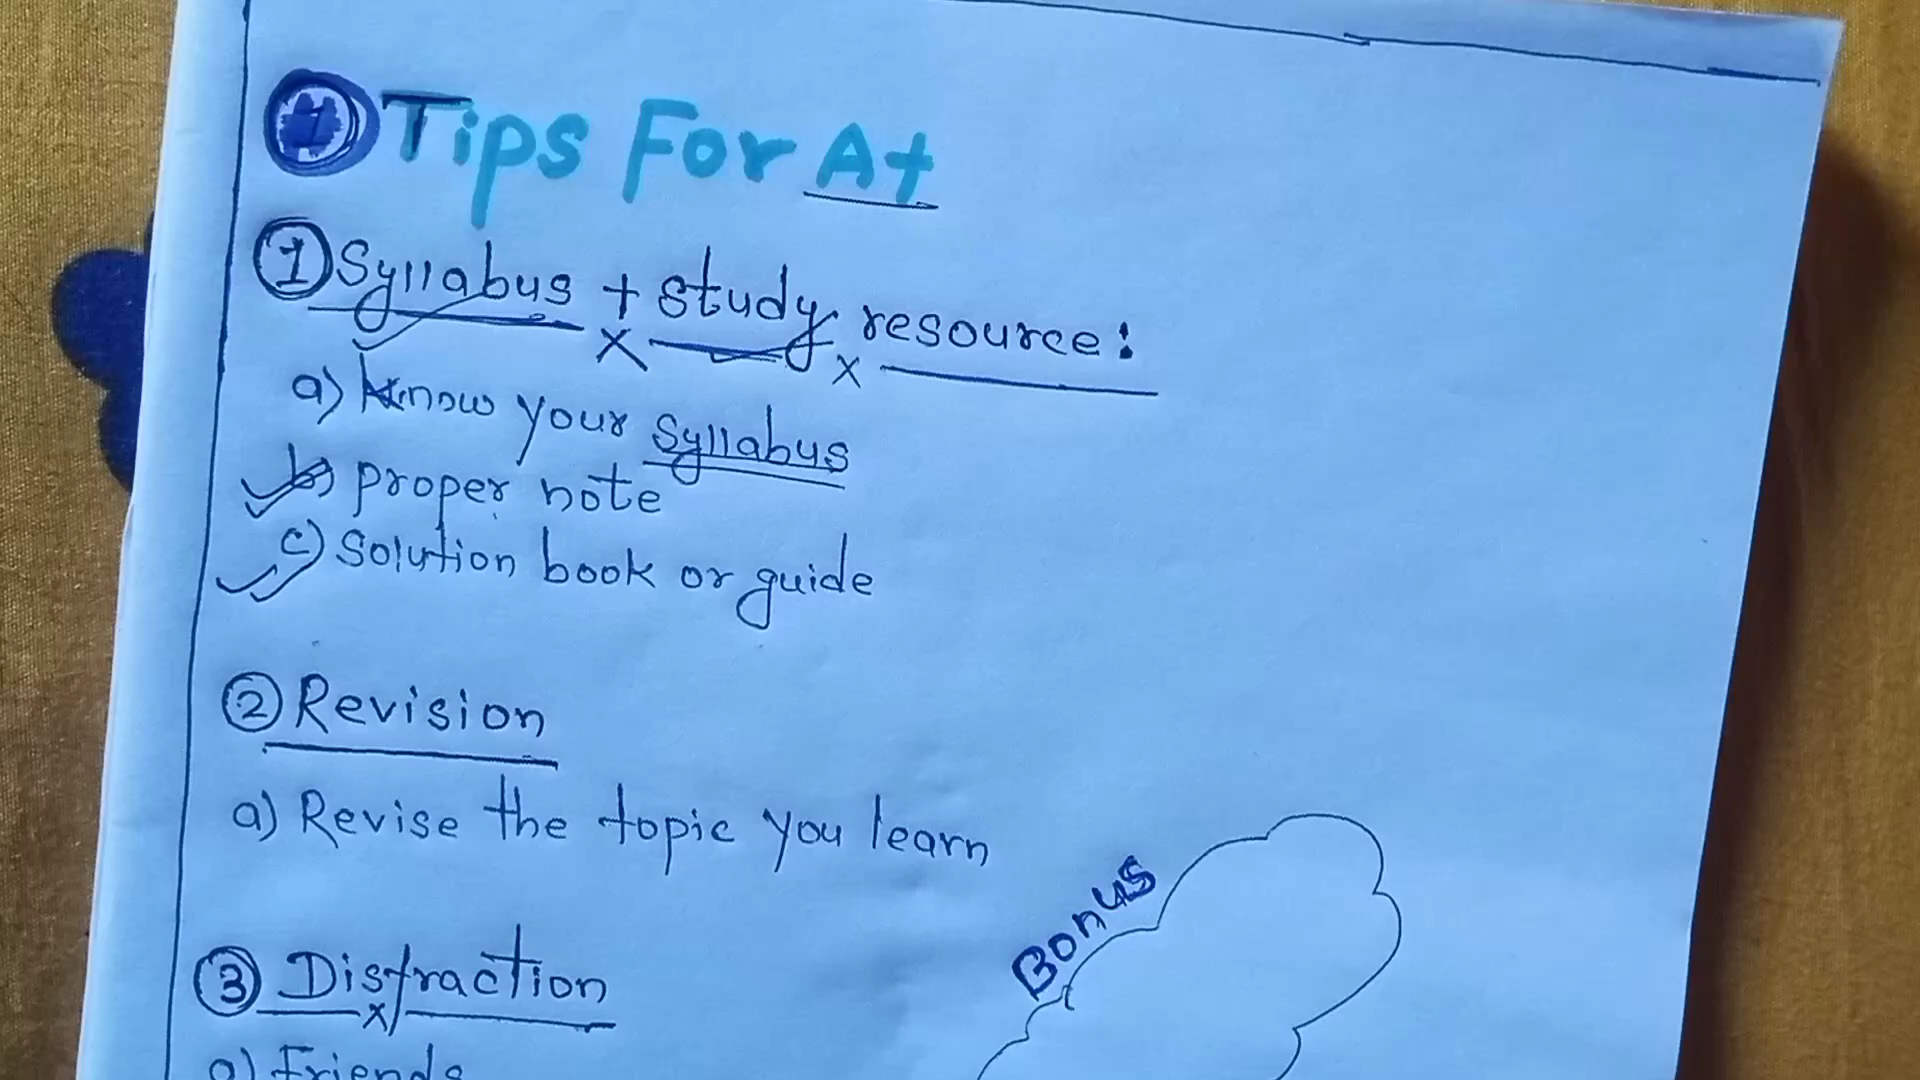 Tips For A+
① Syllabus + study resource:
a) Know your Syllabus
b) proper note
c) Solution book or guide
② Revision
a) Revise the topic you learn
Bonus
③ Distraction
a) Friends